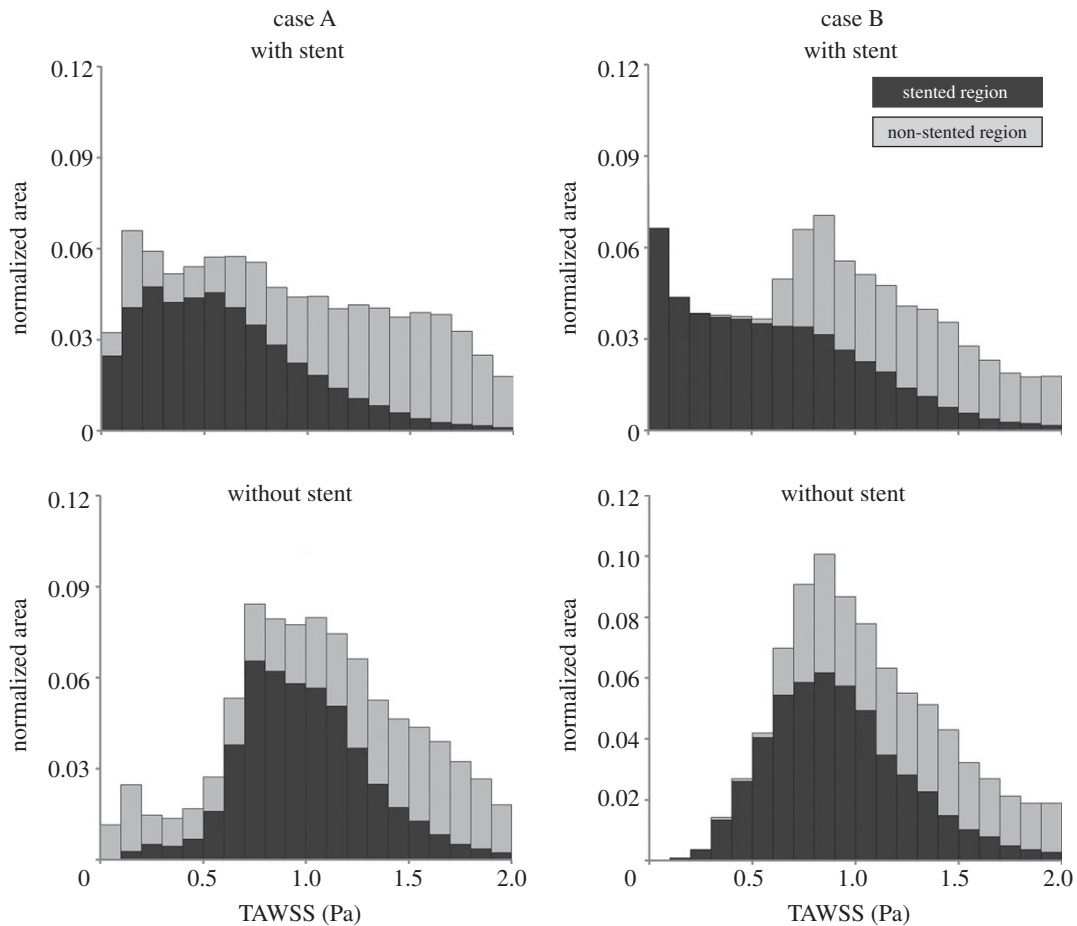 case A
with stent
0.12
0.09
0.06
0.03
0
normalized area
case B
with stent
0.12
0.09
0.06
0.03
0
normalized area
stented region
non-stented region
without stent
0.12
0.09
0.06
0.03
normalized area
0
0.5
1.0
1.5
2.0
TAWSS (Pa)
without stent
0.12
0.10
0.08
0.06
0.04
0.02
normalized area
0
0.5
1.0
1.5
2.0
TAWSS (Pa)